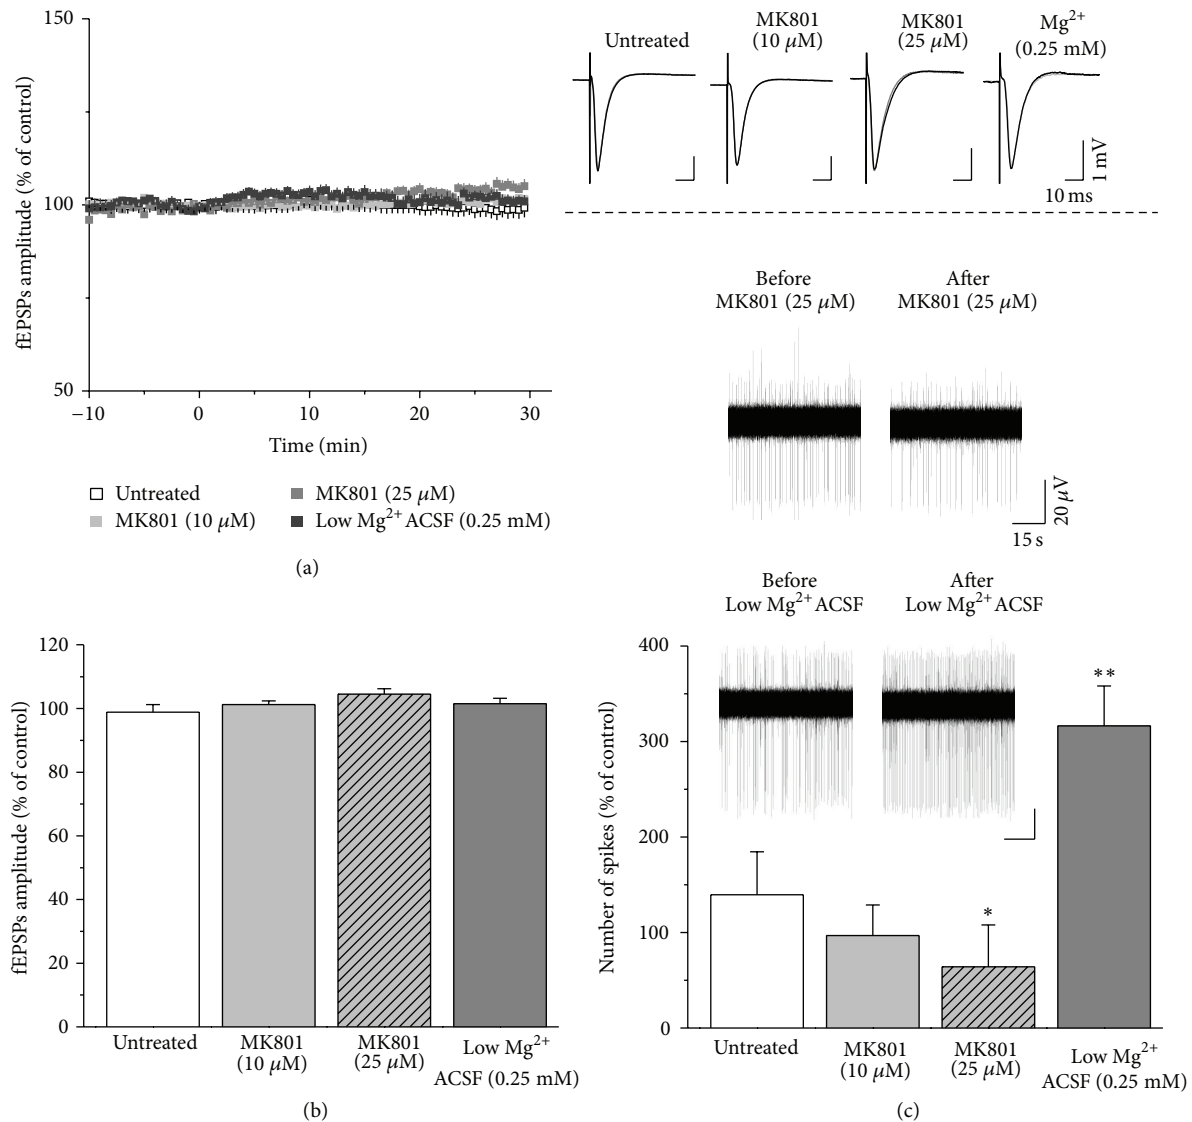 150
100
50
−10
0
10
20
30
fEPSPs amplitude (% of control)
Time (min)
Untreated
MK801 (10 μM)
MK801 (25 μM)
Low Mg²⁺ ACSF (0.25 mM)
(a)
Untreated
MK801
(10 μM)
MK801
(25 μM)
Mg²⁺
(0.25 mM)
1 mV
10 ms
Before
MK801 (25 μM)
After
MK801 (25 μM)
20 μV
15 s
Before
Low Mg²⁺ ACSF
After
Low Mg²⁺ ACSF
120
100
80
60
40
20
0
fEPSPs amplitude (% of control)
Untreated
MK801
(10 μM)
MK801
(25 μM)
Low Mg²⁺
ACSF (0.25 mM)
(b)
400
300
200
100
0
Number of spikes (% of control)
*
**
Untreated
MK801
(10 μM)
MK801
(25 μM)
Low Mg²⁺
ACSF (0.25 mM)
(c)